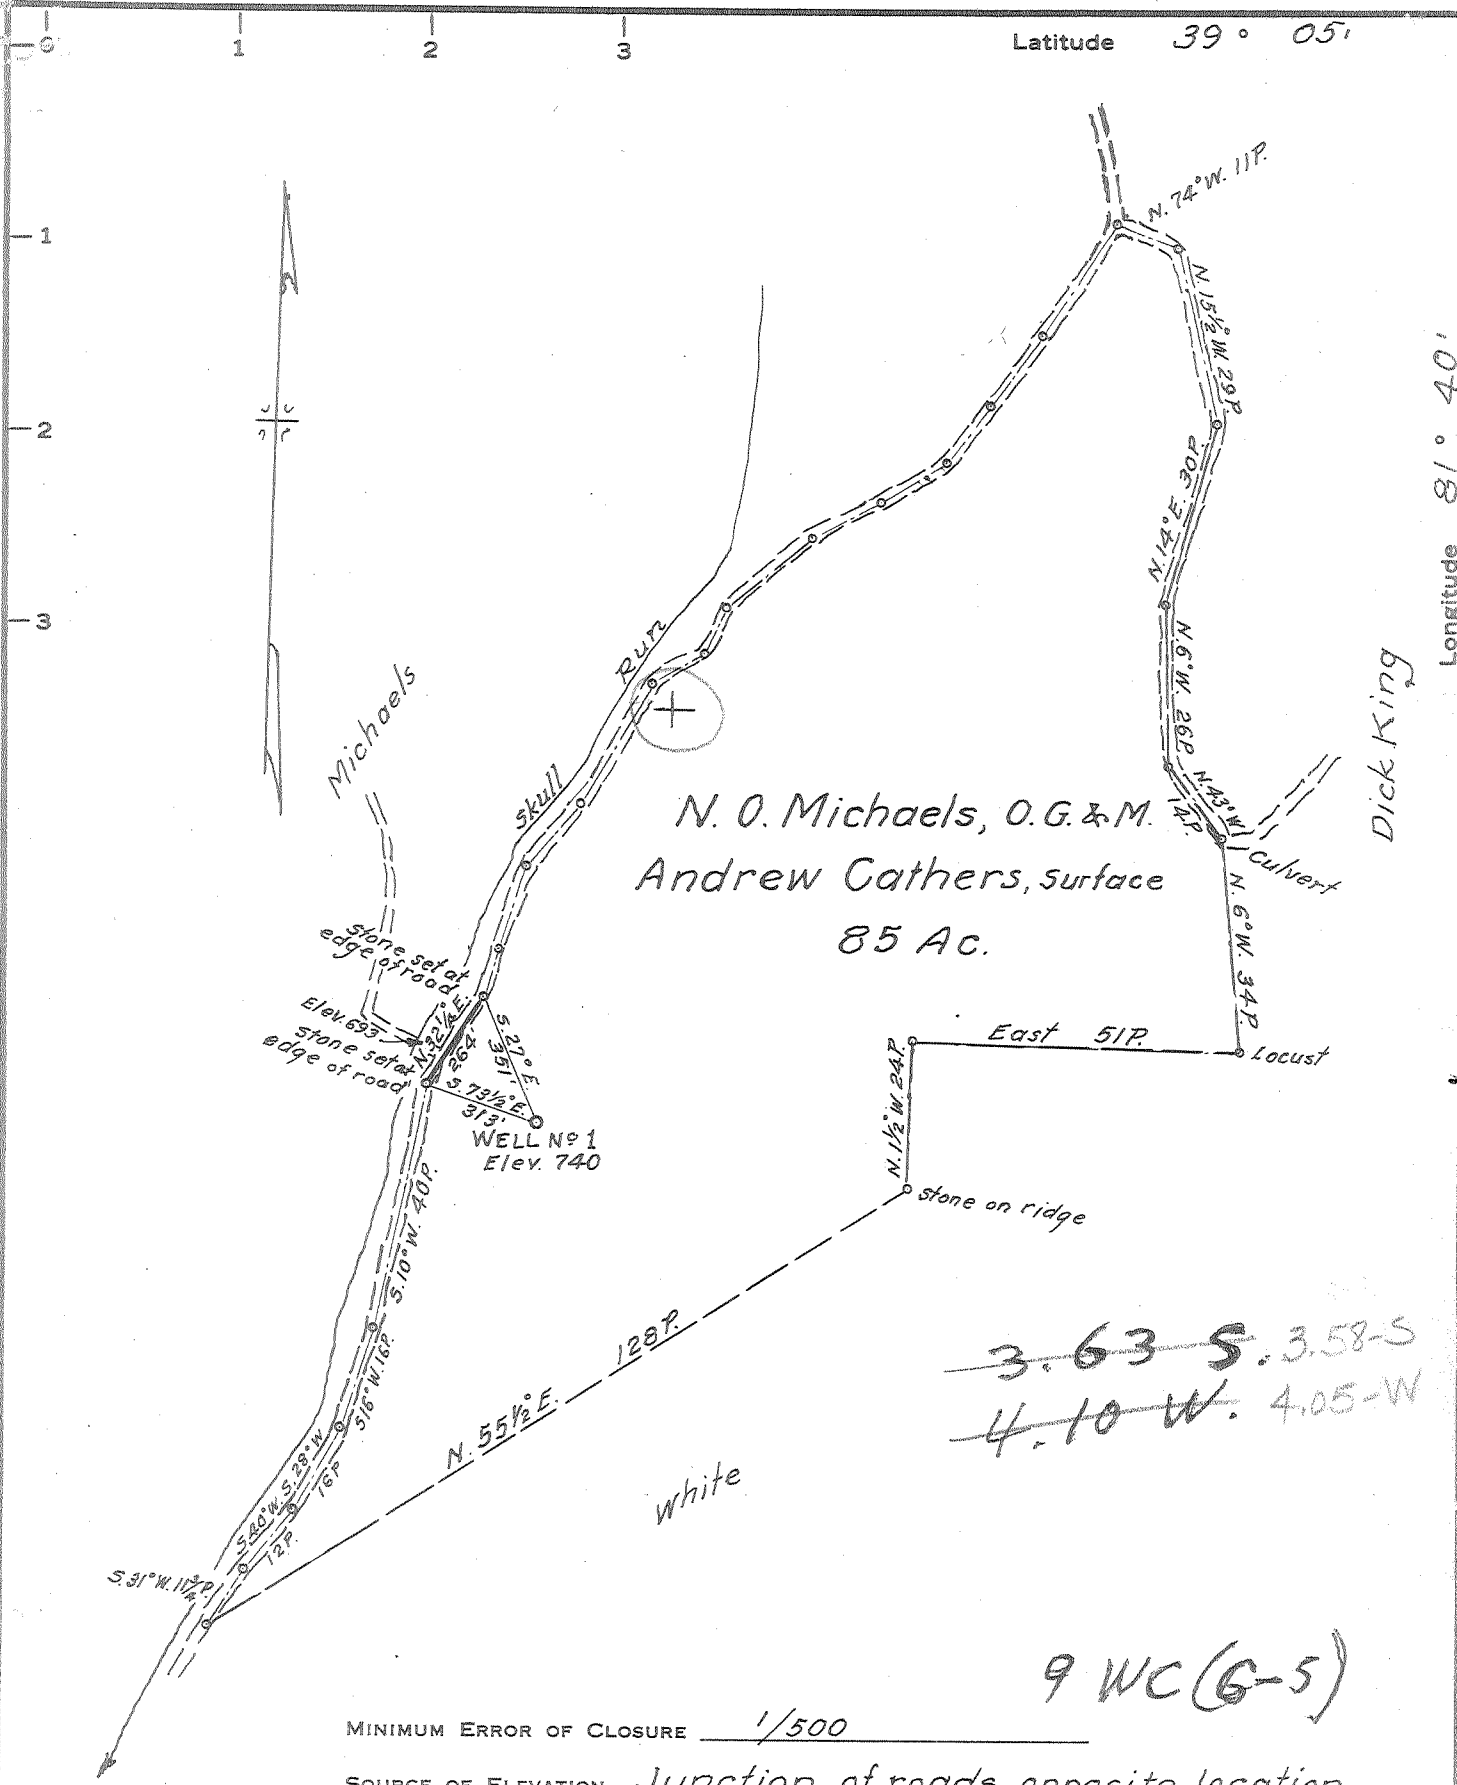 0
1
2
3
Latitude 39° 05'
1
2
3
Longitude 81° 40'
N. 74° W. 11P.
N. 15½° W. 29P.
N. 14° E. 30P.
N. 6° W. 26P.
N. 43° W.
14P.
Culvert
Dick King
N. 6° W. 34P.
Locust
East 51P.
N. 1½° W. 24P.
Stone on ridge
Skull Run
Michaels
N. O. Michaels, O.G. & M.
Andrew Cathers, Surface
85 Ac.
Stone set at
edge of road
Elev. 693
Stone set at
edge of road
N. 32¼° E.
264'
S. 27° E.
351'
S. 73½° E.
313'
WELL No 1
Elev. 740
S. 10° W. 40P.
S 16° W. 16P.
S. 28° W
16P
S 40° W.
12P.
S. 31° W. 11¾P.
N. 55½° E. 128P.
White
3.63 S. 3.58-S
4.10 W. 4.05-W
9 WC (G-5)
MINIMUM ERROR OF CLOSURE 1/500
SOURCE OF ELEVATION Junction of roads opposite location